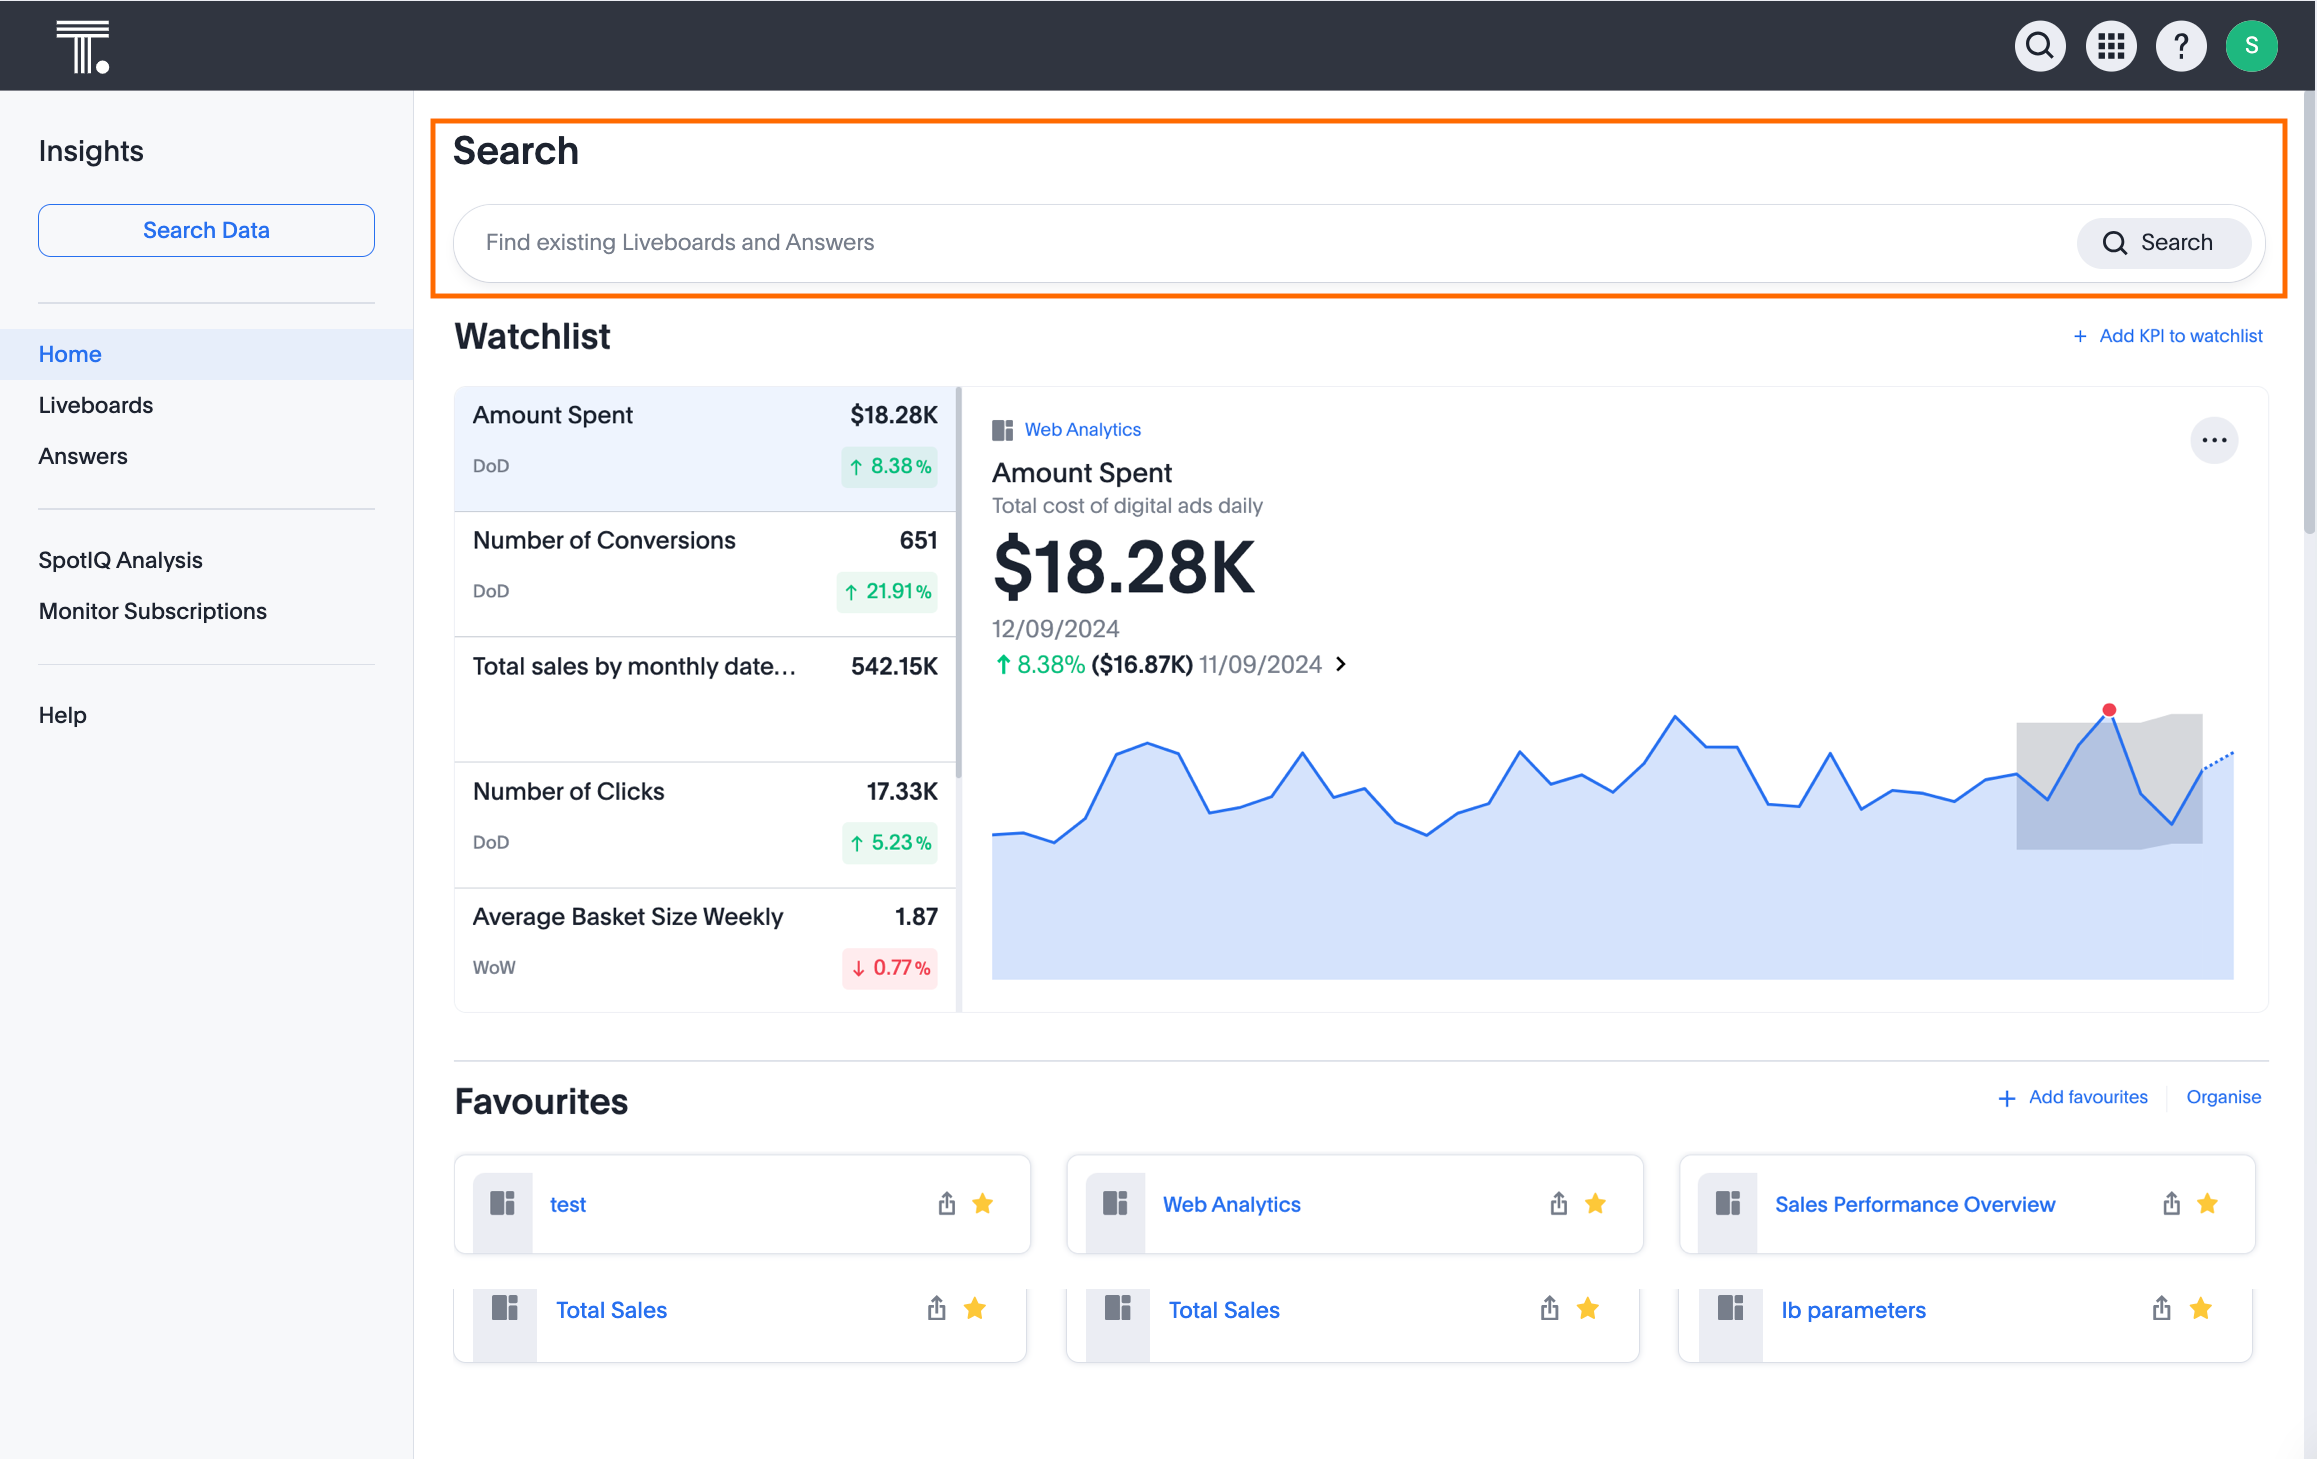 T.
?
S
Insights
Search Data
Home
Liveboards
Answers
SpotIQ Analysis
Monitor Subscriptions
Help
Search
Find existing Liveboards and Answers
Search
Watchlist
+ Add KPI to watchlist
Amount Spent $18.28K
DoD ↑ 8.38%
Number of Conversions 651
DoD ↑ 21.91%
Total sales by monthly date... 542.15K
Number of Clicks 17.33K
DoD ↑ 5.23%
Average Basket Size Weekly 1.87
WoW ↓ 0.77%
Web Analytics
Amount Spent
Total cost of digital ads daily
$18.28K
12/09/2024
↑ 8.38% ($16.87K) 11/09/2024 >
Favourites
+ Add favourites
Organise
test
Web Analytics
Sales Performance Overview
Total Sales
Total Sales
lb parameters